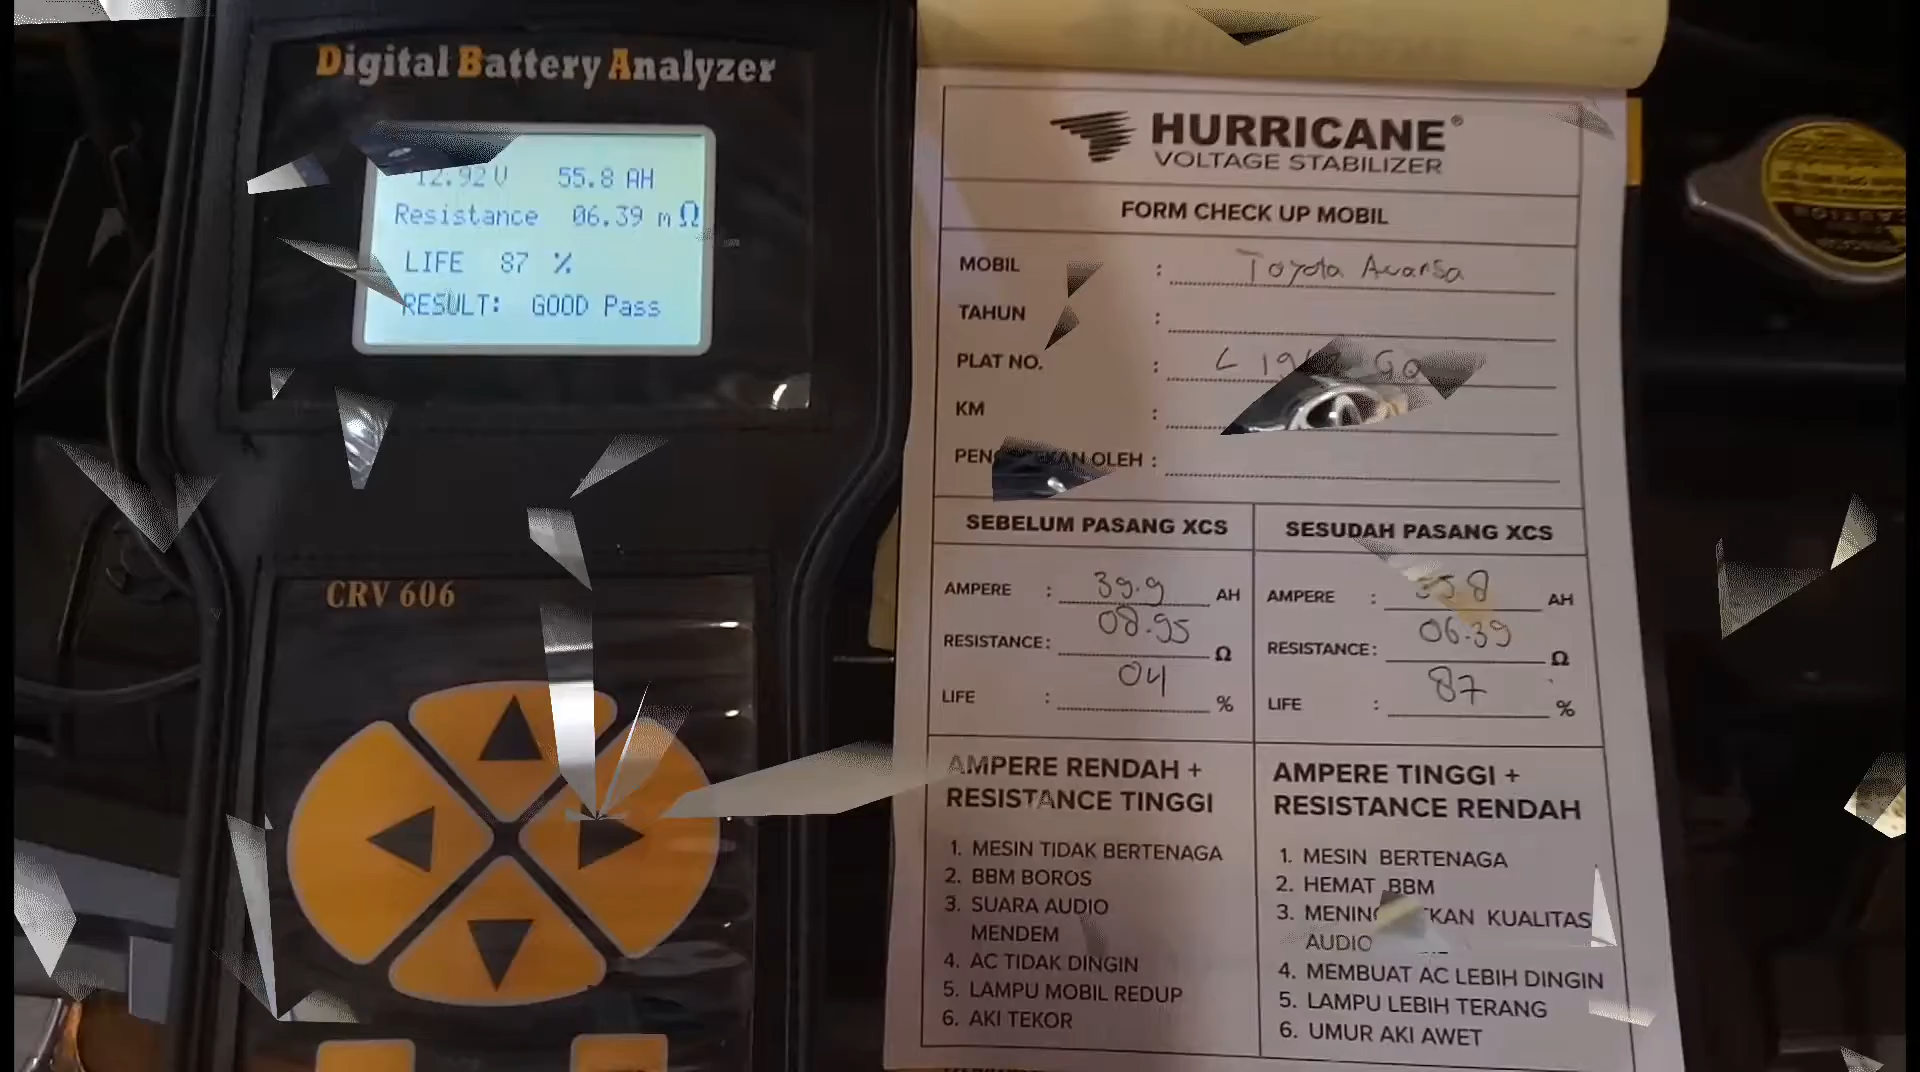 Digital Battery Analyzer
12.92V 55.8 AH
Resistance 06.39 mΩ
LIFE 87 %
RESULT: GOOD Pass
CRV 606
HURRICANE®
VOLTAGE STABILIZER
FORM CHECK UP MOBIL
MOBIL : Toyota Avansa
TAHUN :
PLAT NO. : L
KM :
OLEH :
SEBELUM PASANG XCS
AMPERE : 39.9 AH
RESISTANCE: 08.95 Ω
LIFE : 04 %
SESUDAH PASANG XCS
AMPERE : 55.8 AH
RESISTANCE: 06.39 Ω
LIFE : 87 %
AMPERE RENDAH +
RESISTANCE TINGGI
1. MESIN TIDAK BERTENAGA
2. BBM BOROS
3. SUARA AUDIO
MENDEM
4. AC TIDAK DINGIN
5. LAMPU MOBIL REDUP
6. AKI TEKOR
AMPERE TINGGI +
RESISTANCE RENDAH
1. MESIN BERTENAGA
2. HEMAT BBM
3. KUALITAS
AUDIO
4. MEMBUAT AC LEBIH DINGIN
5. LAMPU LEBIH TERANG
6. UMUR AKI AWET
CAUTION